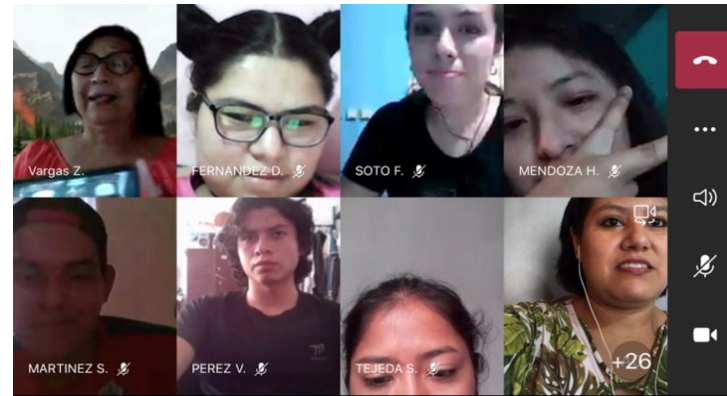 Vargas Z.
FERNANDEZ D.
SOTO F.
MENDOZA H.
MARTINEZ S.
PEREZ V.
TEJEDA S.
+26